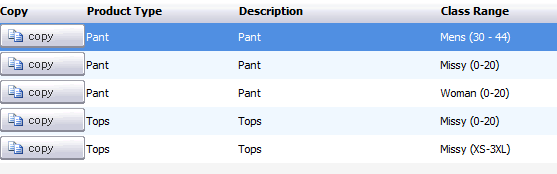 Copy Product Type Description Class Range
copy Pant Pant Mens (30 - 44)
copy Pant Pant Missy (0-20)
copy Pant Pant Woman (0-20)
copy Tops Tops Missy (0-20)
copy Tops Tops Missy (XS-3XL)